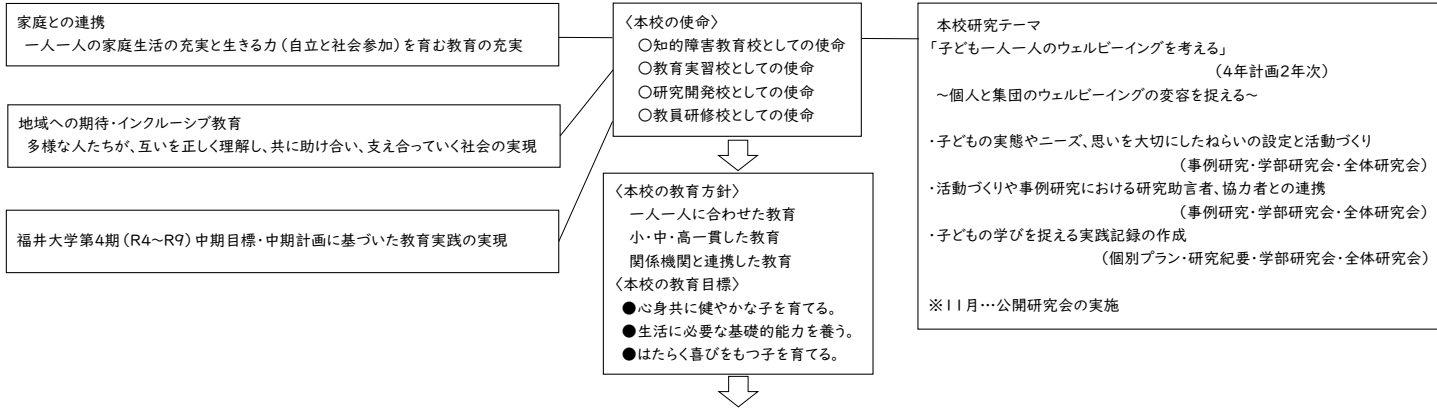 家庭との連携
一人一人の家庭生活の充実と生きる力(自立と社会参加)を育む教育の充実
地域への期待・インクルーシブ教育
多様な人たちが、互いを正しく理解し、共に助け合い、支え合っていく社会の実現
福井大学第4期(R4~R9)中期目標・中期計画に基づいた教育実践の実現
〈本校の使命〉
○知的障害教育校としての使命
○教育実習校としての使命
○研究開発校としての使命
○教員研修校としての使命
〈本校の教育方針〉
一人一人に合わせた教育
小・中・高一貫した教育
関係機関と連携した教育
〈本校の教育目標〉
●心身共に健やかな子を育てる。
●生活に必要な基礎的能力を養う。
●はたらく喜びをもつ子を育てる。
本校研究テーマ
「子ども一人一人のウェルビーイングを考える」
(4年計画2年次)
~個人と集団のウェルビーイングの変容を捉える~
・子どもの実態やニーズ、思いを大切にしたねらいの設定と活動づくり
(事例研究・学部研究会・全体研究会)
・活動づくりや事例研究における研究助言者、協力者との連携
(事例研究・学部研究会・全体研究会)
・子どもの学びを捉える実践記録の作成
(個別プラン・研究紀要・学部研究会・全体研究会)
※11月…公開研究会の実施